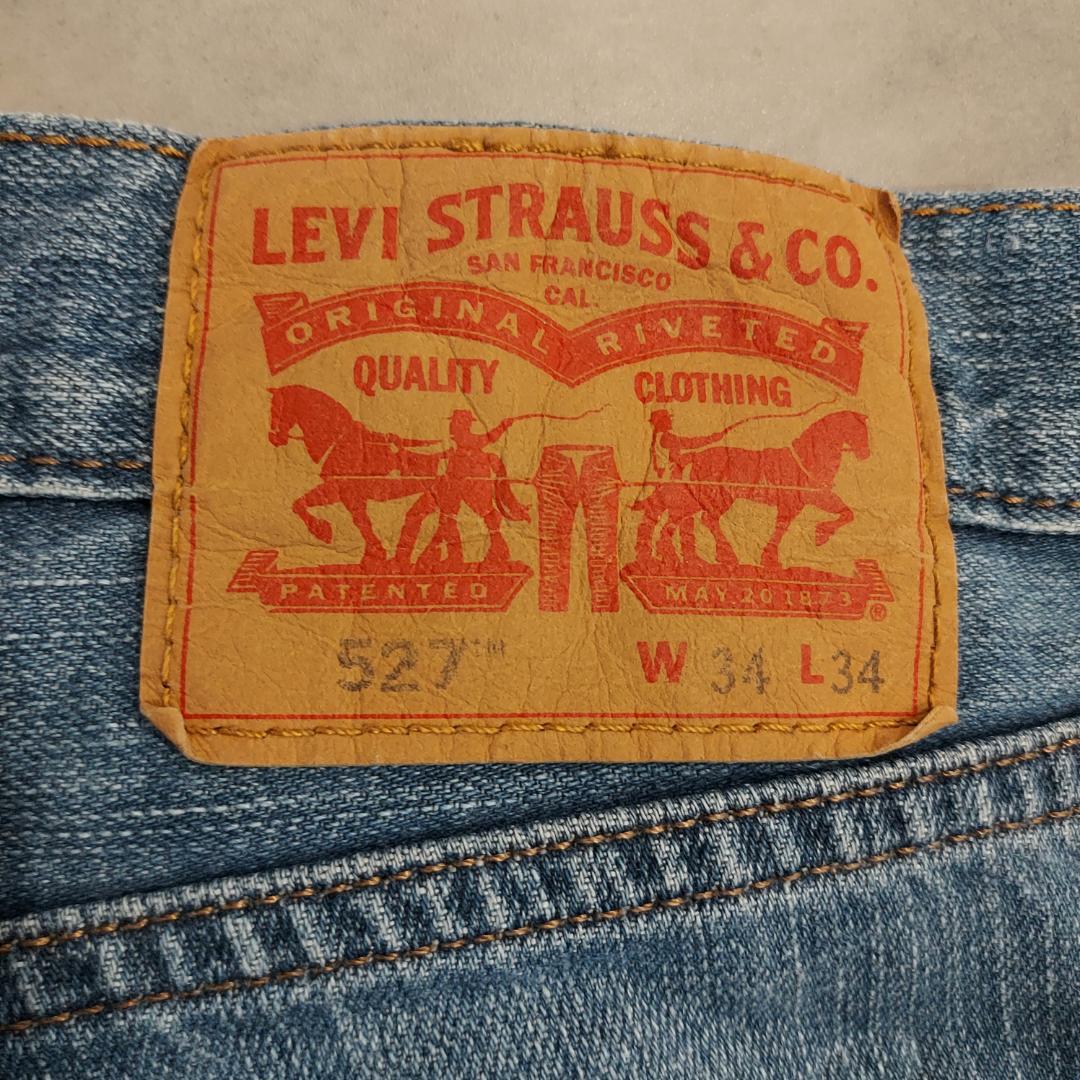 LEVI STRAUSS & CO.
SAN FRANCISCO
CAL.
ORIGINAL RIVETED
QUALITY CLOTHING
PATENTED MAY 20 1873 ®
527™ W 34 L 34